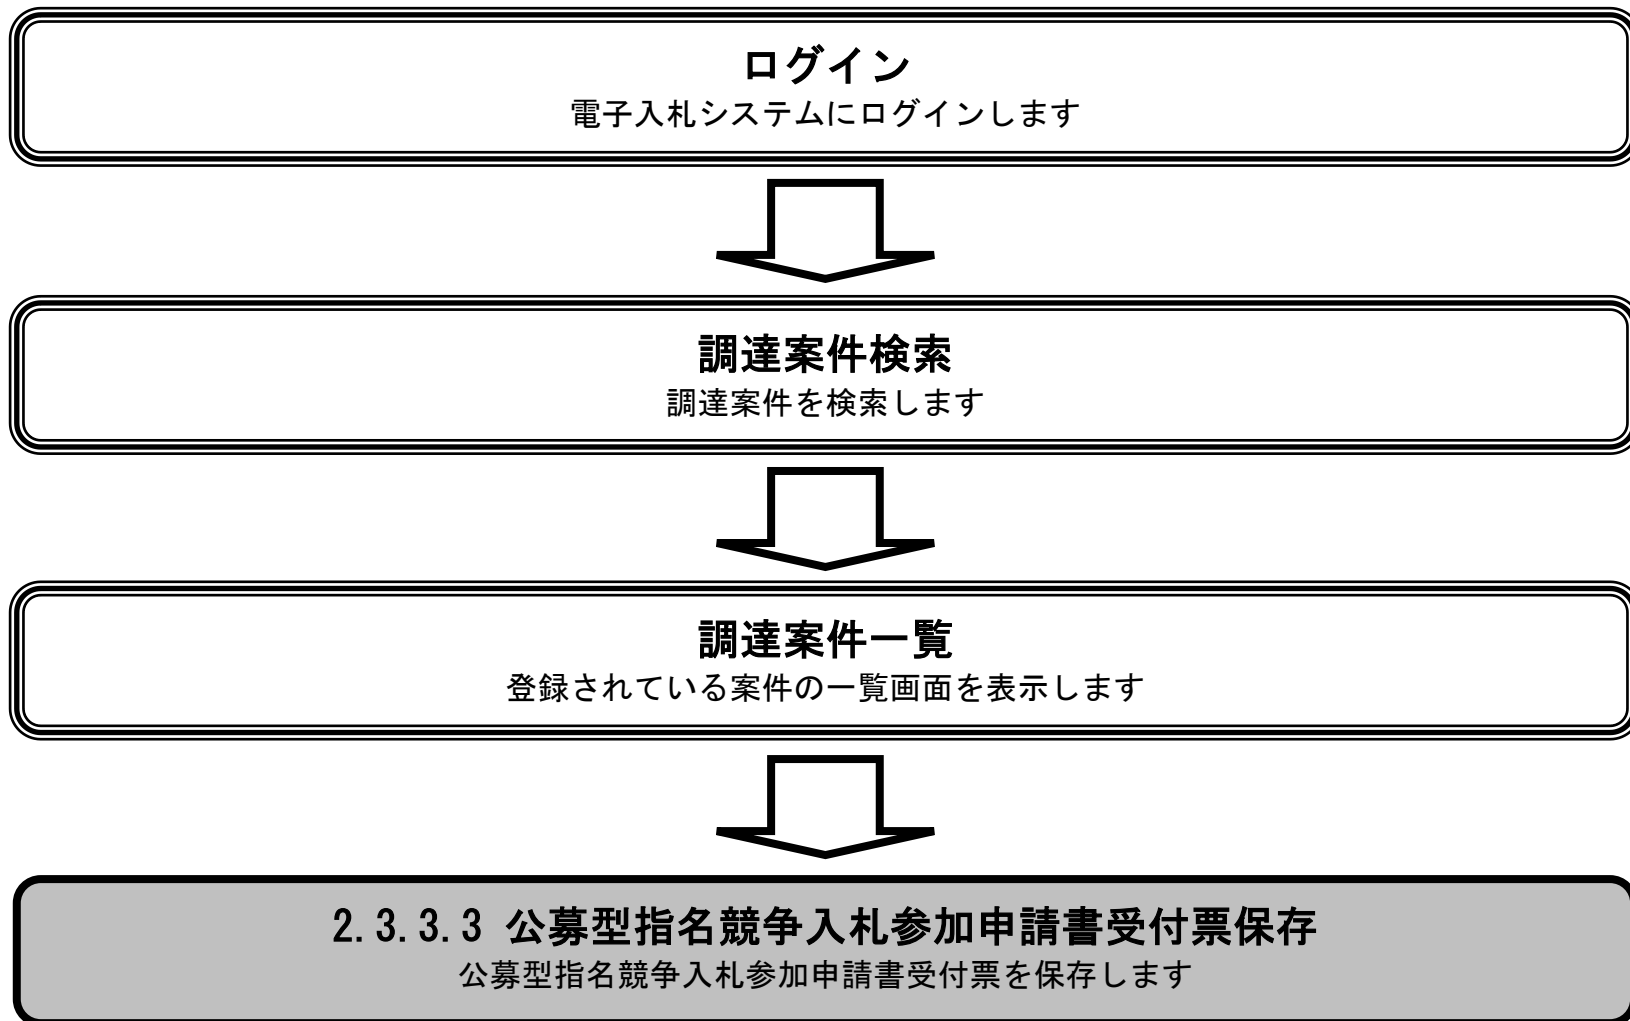 ログイン
電子入札システムにログインします
調達案件検索
調達案件を検索します
調達案件一覧
登録されている案件の一覧画面を表示します
2.3.3.3 公募型指名競争入札参加申請書受付票保存
公募型指名競争入札参加申請書受付票を保存します